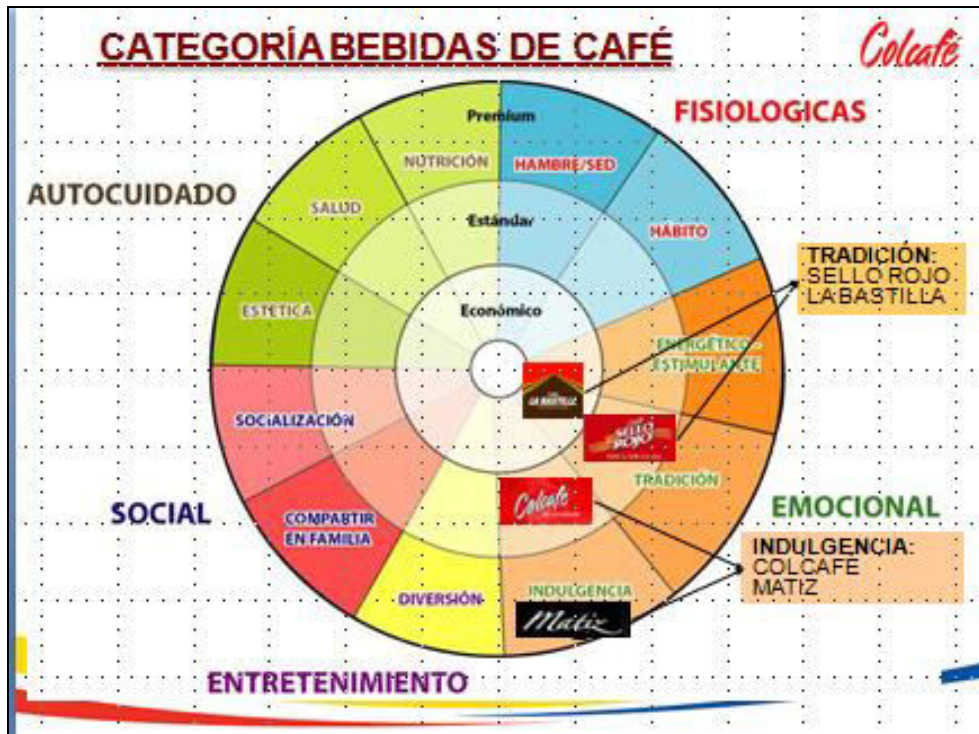 CATEGORÍA BEBIDAS DE CAFÉ
Colcafé
Premium
FISIOLOGICAS
NUTRICIÓN
HAMBRE/SED
AUTOCUIDADO
SALUD
Estándar
HÁBITO
TRADICIÓN:
SELLO ROJO
LA BASTILLA
ESTETICA
Económico
ENERGÉTICO -
ESTIMULANTE
LA BASTILLA
SOCIALIZACIÓN
SELLO
ROJO
TRADICIÓN
Colcafé
SOCIAL
COMPARTIR
EN FAMILIA
EMOCIONAL
INDULGENCIA:
COLCAFE
MATIZ
DIVERSIÓN
INDULGENCIA
Matiz
ENTRETENIMIENTO